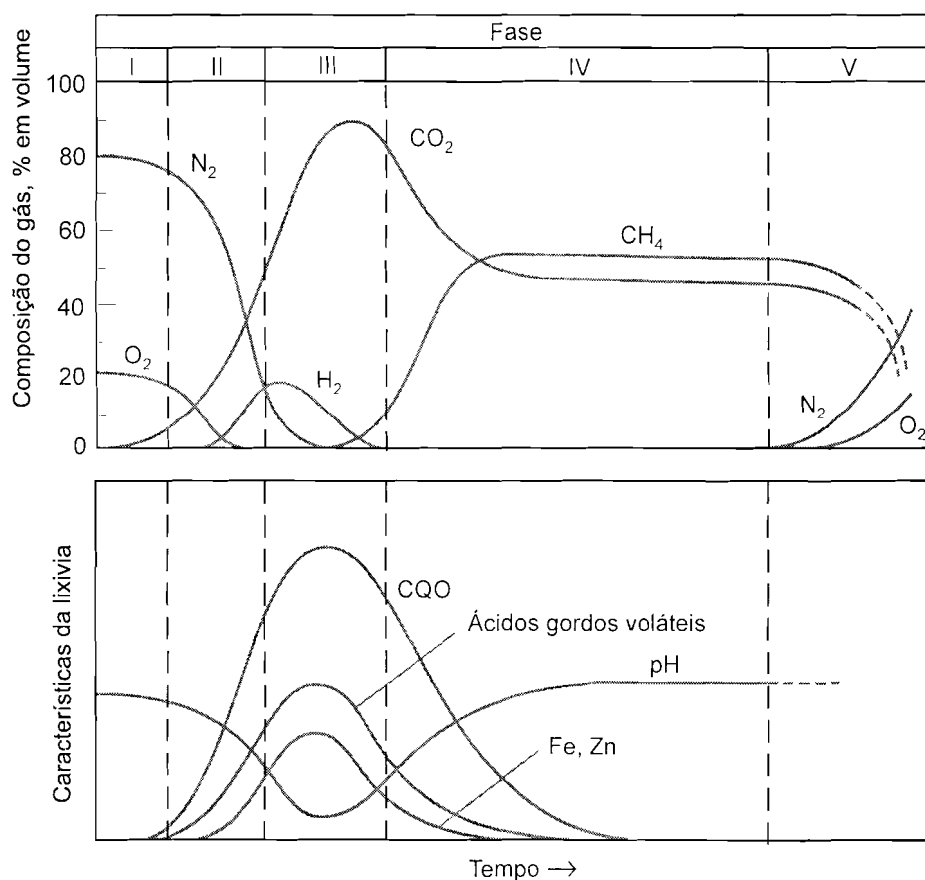 Fase
I II III IV V
Composição do gás, % em volume
100
80
60
40
20
0
N₂
CO₂
CH₄
O₂
H₂
N₂
O₂
Características da lixivia
CQO
Ácidos gordos voláteis
pH
Fe, Zn
Tempo →